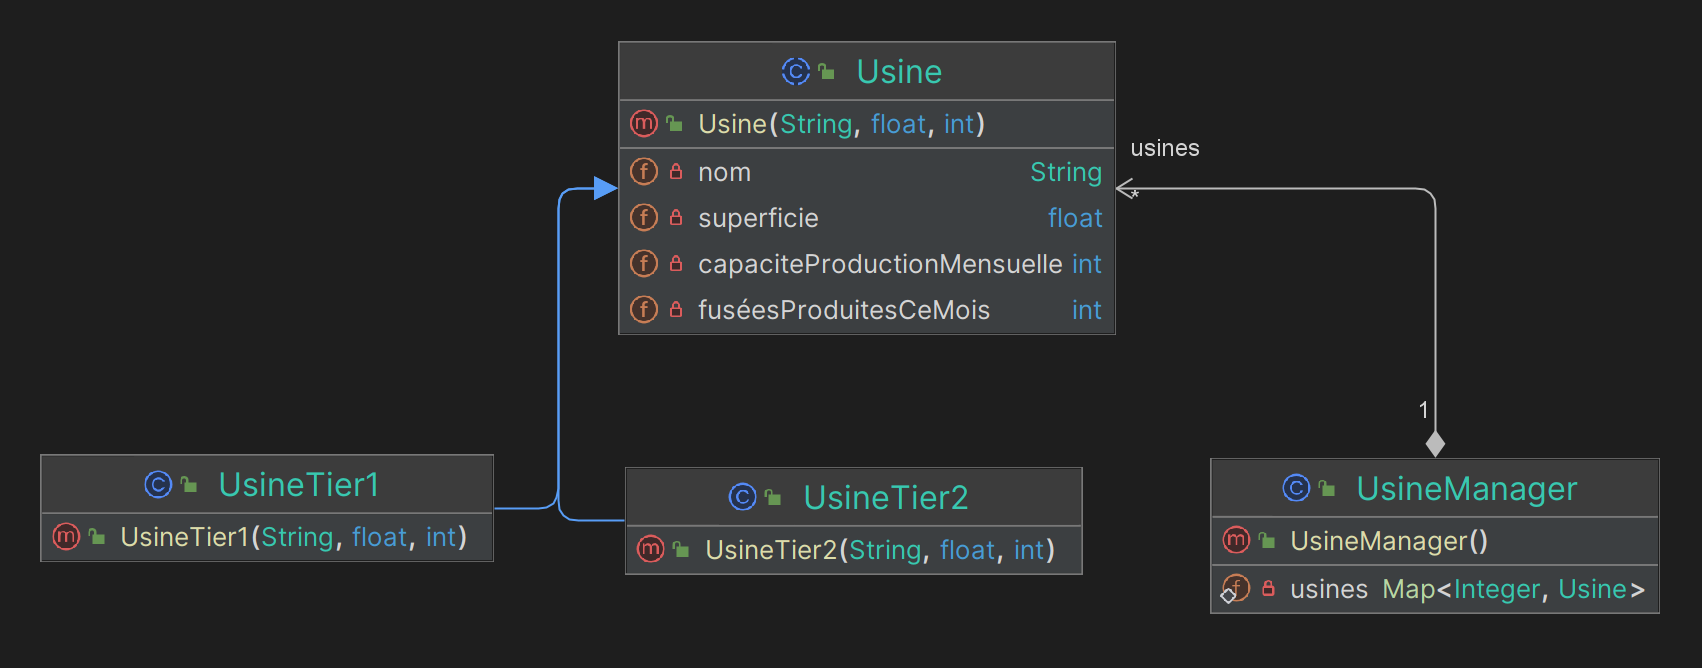 Usine
Usine(String, float, int)
nom String
superficie float
capaciteProductionMensuelle int
fuséesProduitesCeMois int
usines
*
1
UsineTier1
UsineTier1(String, float, int)
UsineTier2
UsineTier2(String, float, int)
UsineManager
UsineManager()
usines Map<Integer, Usine>